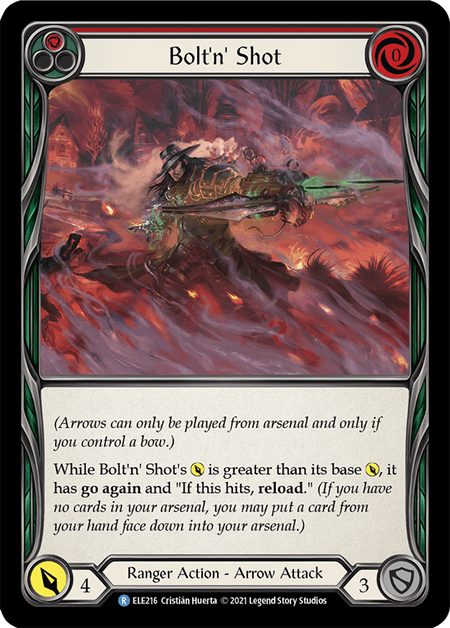 Bolt'n' Shot
0
(Arrows can only be played from arsenal and only if
you control a bow.)
While Bolt'n' Shot's is greater than its base , it
has go again and "If this hits, reload." (If you have
no cards in your arsenal, you may put a card from
your hand face down into your arsenal.)
4
Ranger Action - Arrow Attack
3
R ELE216 Cristián Huerta © 2021 Legend Story Studios